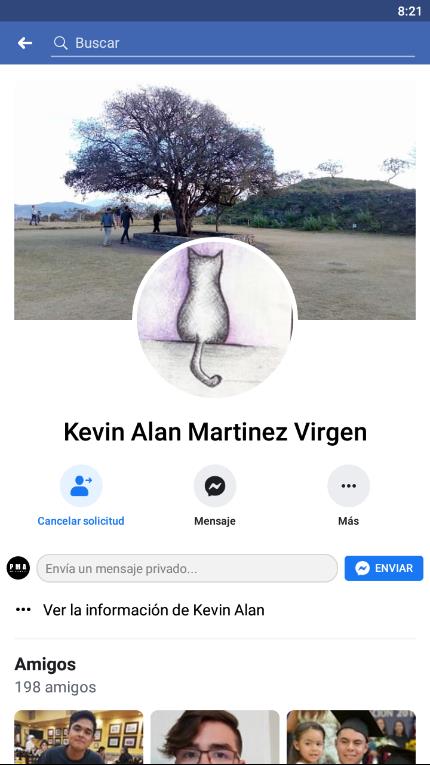 8:21
Buscar
Kevin Alan Martinez Virgen
Cancelar solicitud
Mensaje
Más
PMA
Envía un mensaje privado...
ENVIAR
Ver la información de Kevin Alan
Amigos
198 amigos